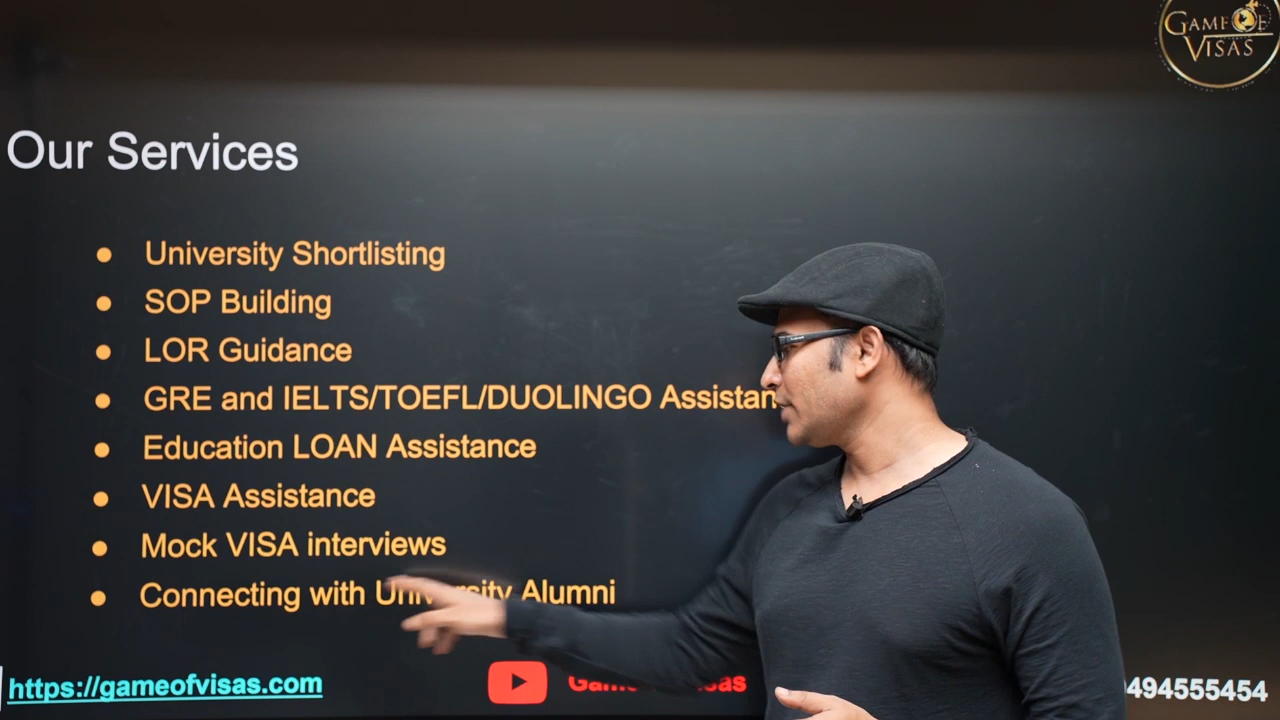 GAME OF
VISAS
Our Services
University Shortlisting
SOP Building
LOR Guidance
GRE and IELTS/TOEFL/DUOLINGO Assistan
Education LOAN Assistance
VISA Assistance
Mock VISA interviews
Connecting with University Alumni
https://gameofvisas.com
494555454